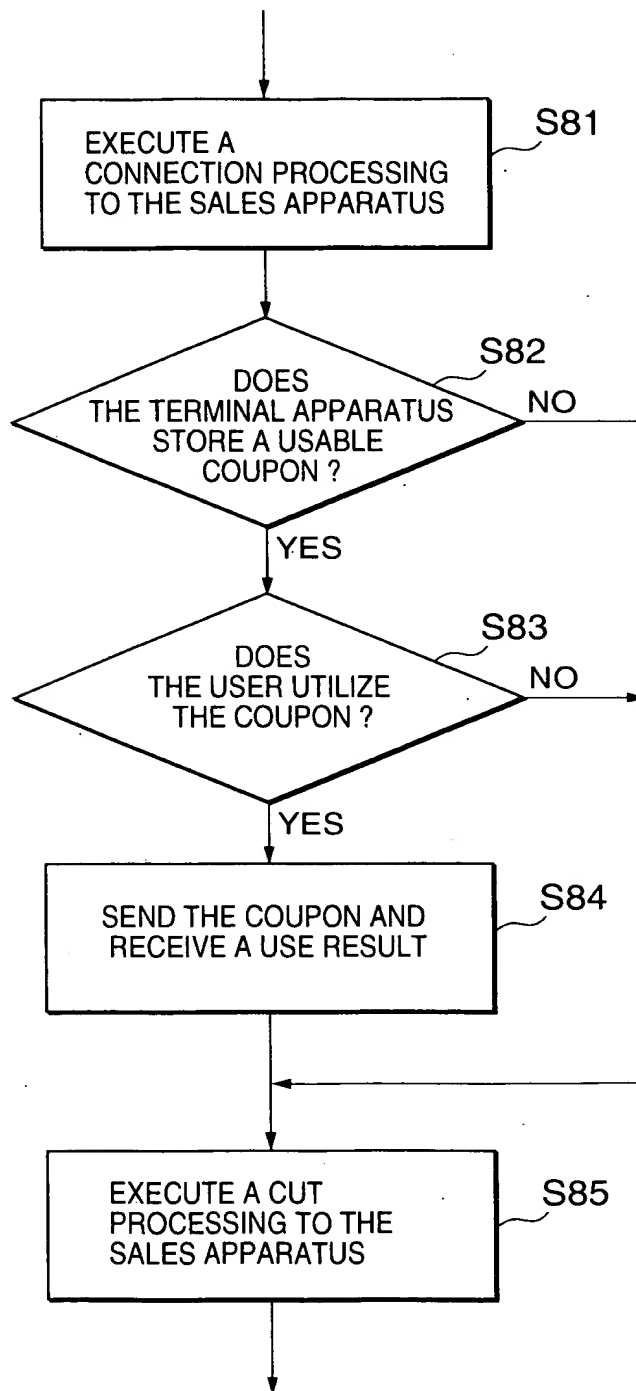 S81
EXECUTE A
CONNECTION PROCESSING
TO THE SALES APPARATUS
S82
DOES
THE TERMINAL APPARATUS
STORE A USABLE
COUPON ?
NO
YES
S83
DOES
THE USER UTILIZE
THE COUPON ?
NO
YES
S84
SEND THE COUPON AND
RECEIVE A USE RESULT
S85
EXECUTE A CUT
PROCESSING TO THE
SALES APPARATUS